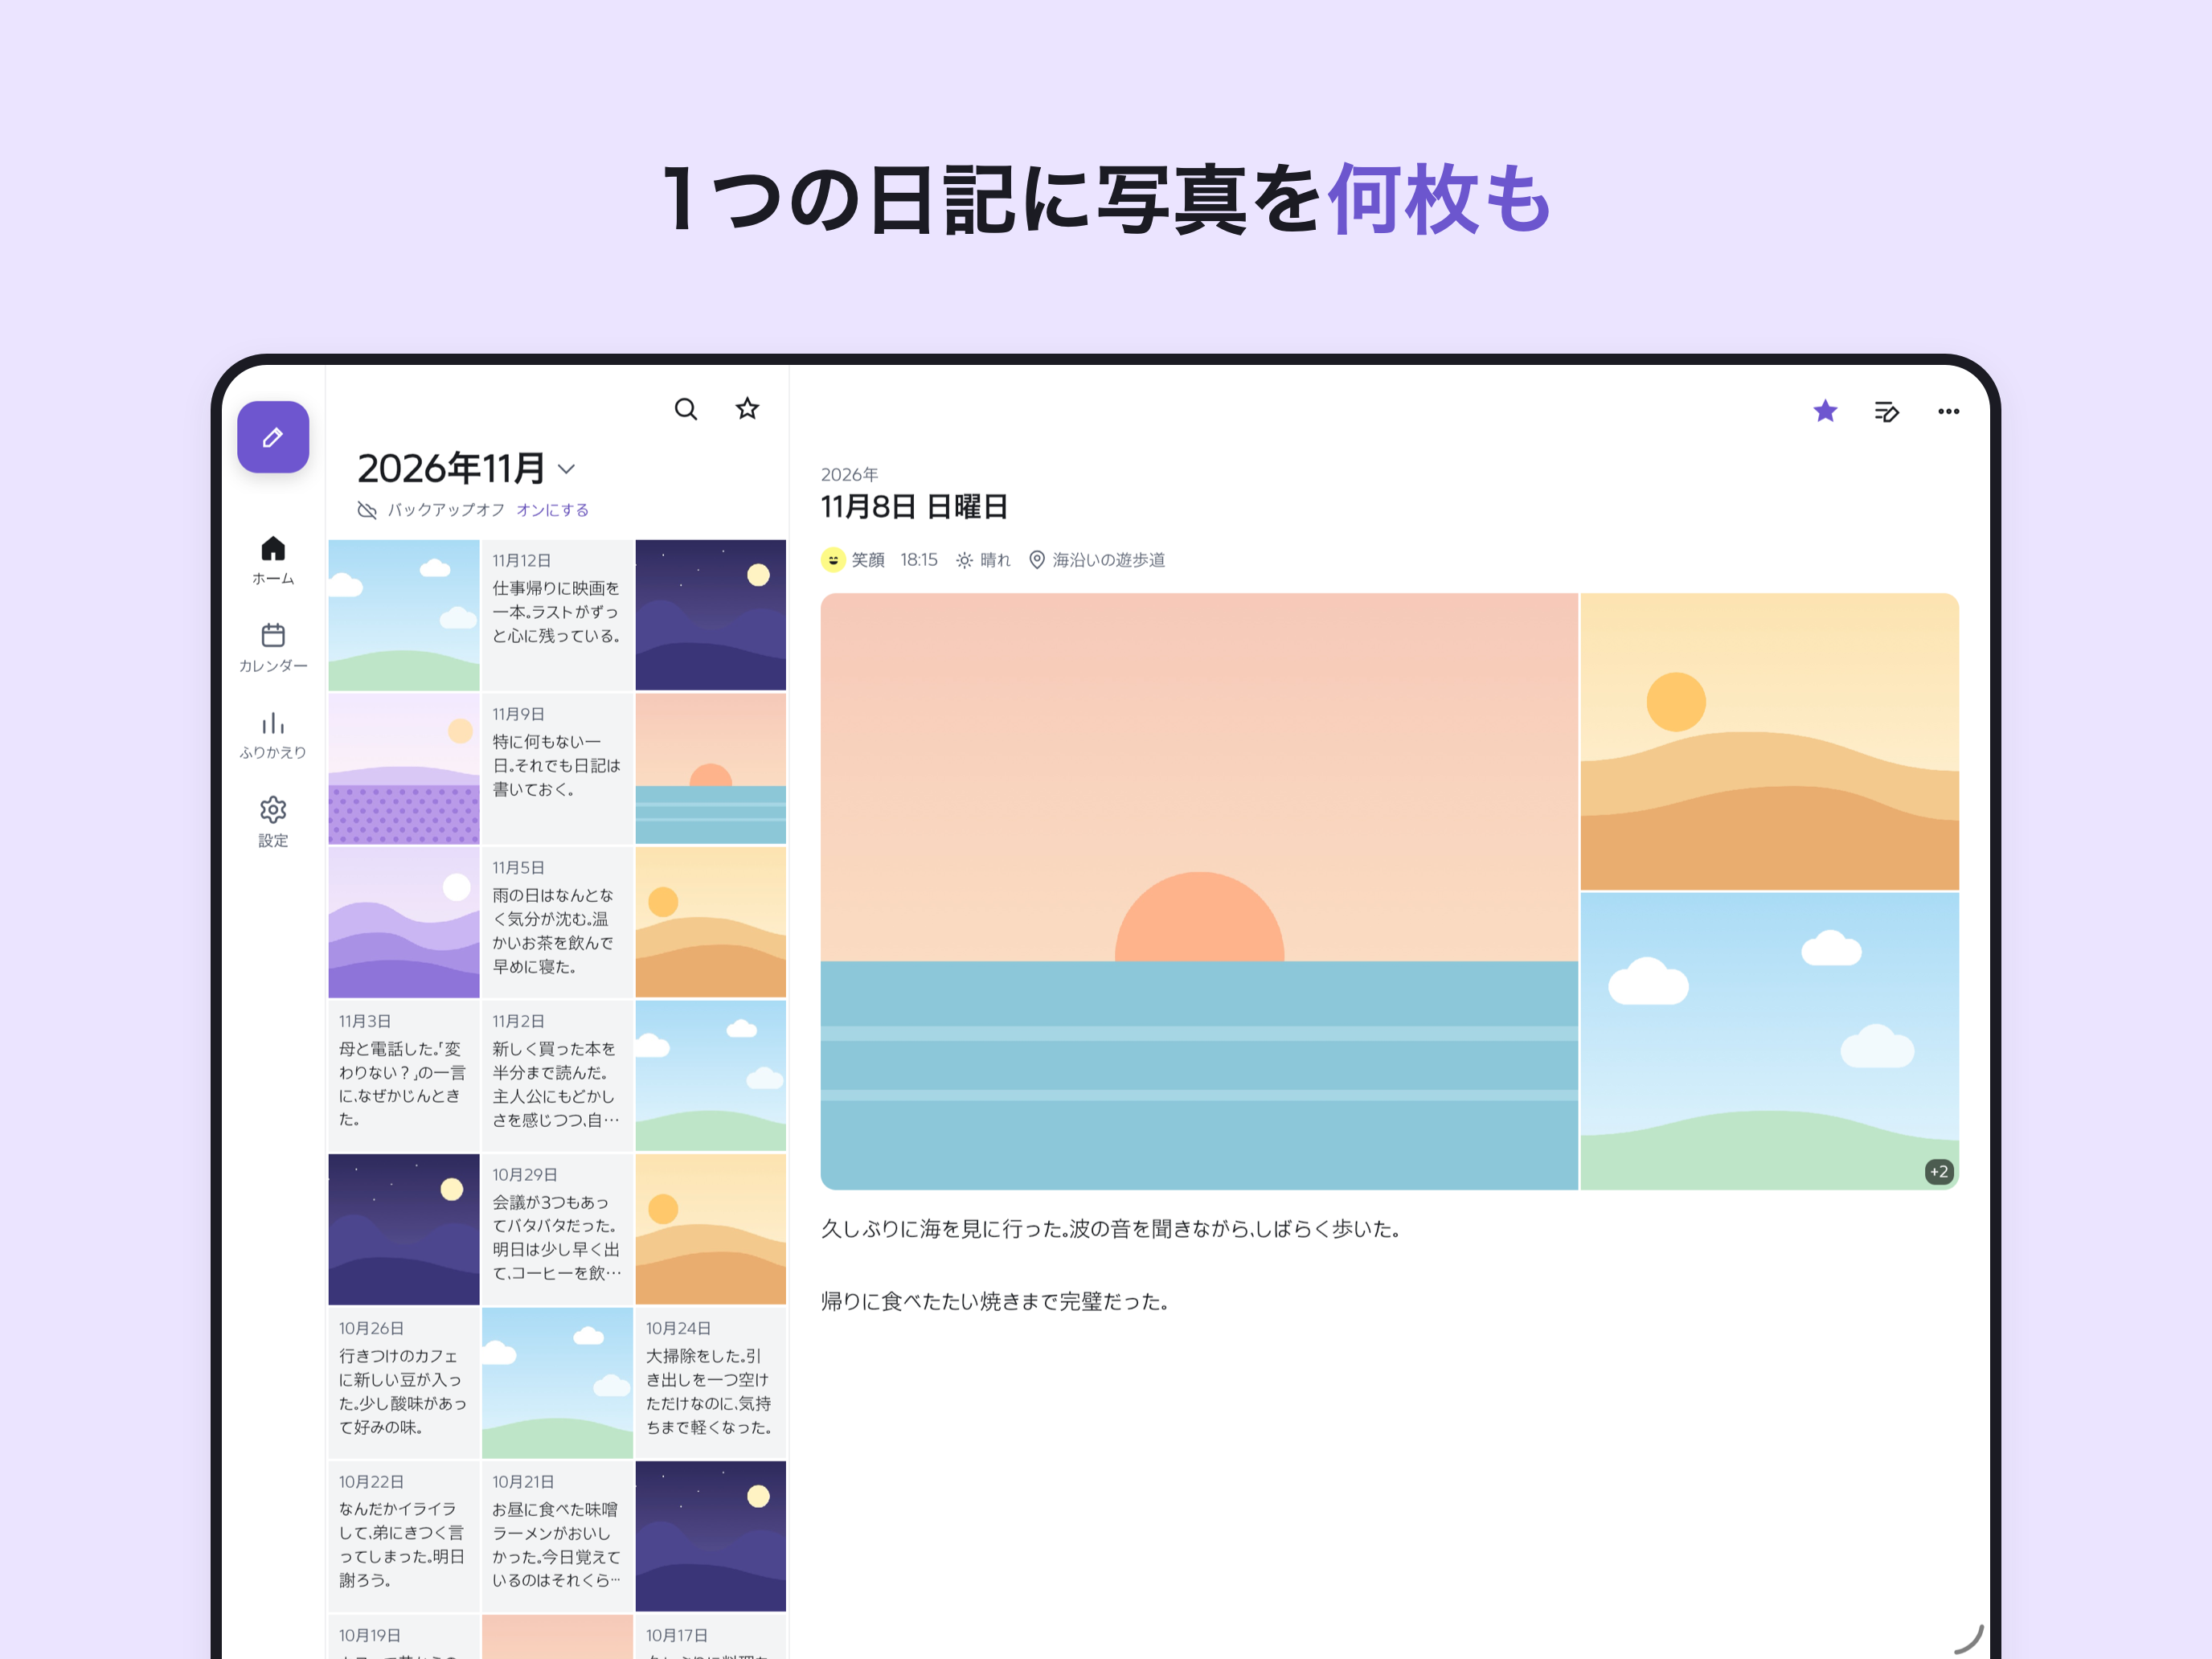 1つの日記に写真を何枚も
ホーム
カレンダー
ふりかえり
設定
2026年11月
バックアップオフ オンにする
11月12日
仕事帰りに映画を
一本。ラストがずっ
と心に残っている。
11月9日
特に何もない一
日。それでも日記は
書いておく。
11月5日
雨の日はなんとな
く気分が沈む。温
かいお茶を飲んで
早めに寝た。
11月3日
母と電話した。「変
わりない？」の一言
に、なぜかじんとき
た。
11月2日
新しく買った本を
半分まで読んだ。
主人公にもどかし
さを感じつつ、自…
10月29日
会議が3つもあっ
てバタバタだった。
明日は少し早く出
て、コーヒーを飲…
10月26日
行きつけのカフェ
に新しい豆が入っ
た。少し酸味があっ
て好みの味。
10月24日
大掃除をした。引
き出しを一つ空け
ただけなのに、気持
ちまで軽くなった。
10月22日
なんだかイライラ
して、弟にきつく言
ってしまった。明日
謝ろう。
10月21日
お昼に食べた味噌
ラーメンがおいし
かった。今日覚えて
いるのはそれくら…
10月19日
10月17日
2026年
11月8日 日曜日
笑顔 18:15 晴れ 海沿いの遊歩道
+2
久しぶりに海を見に行った。波の音を聞きながら、しばらく歩いた。
帰りに食べたたい焼きまで完璧だった。